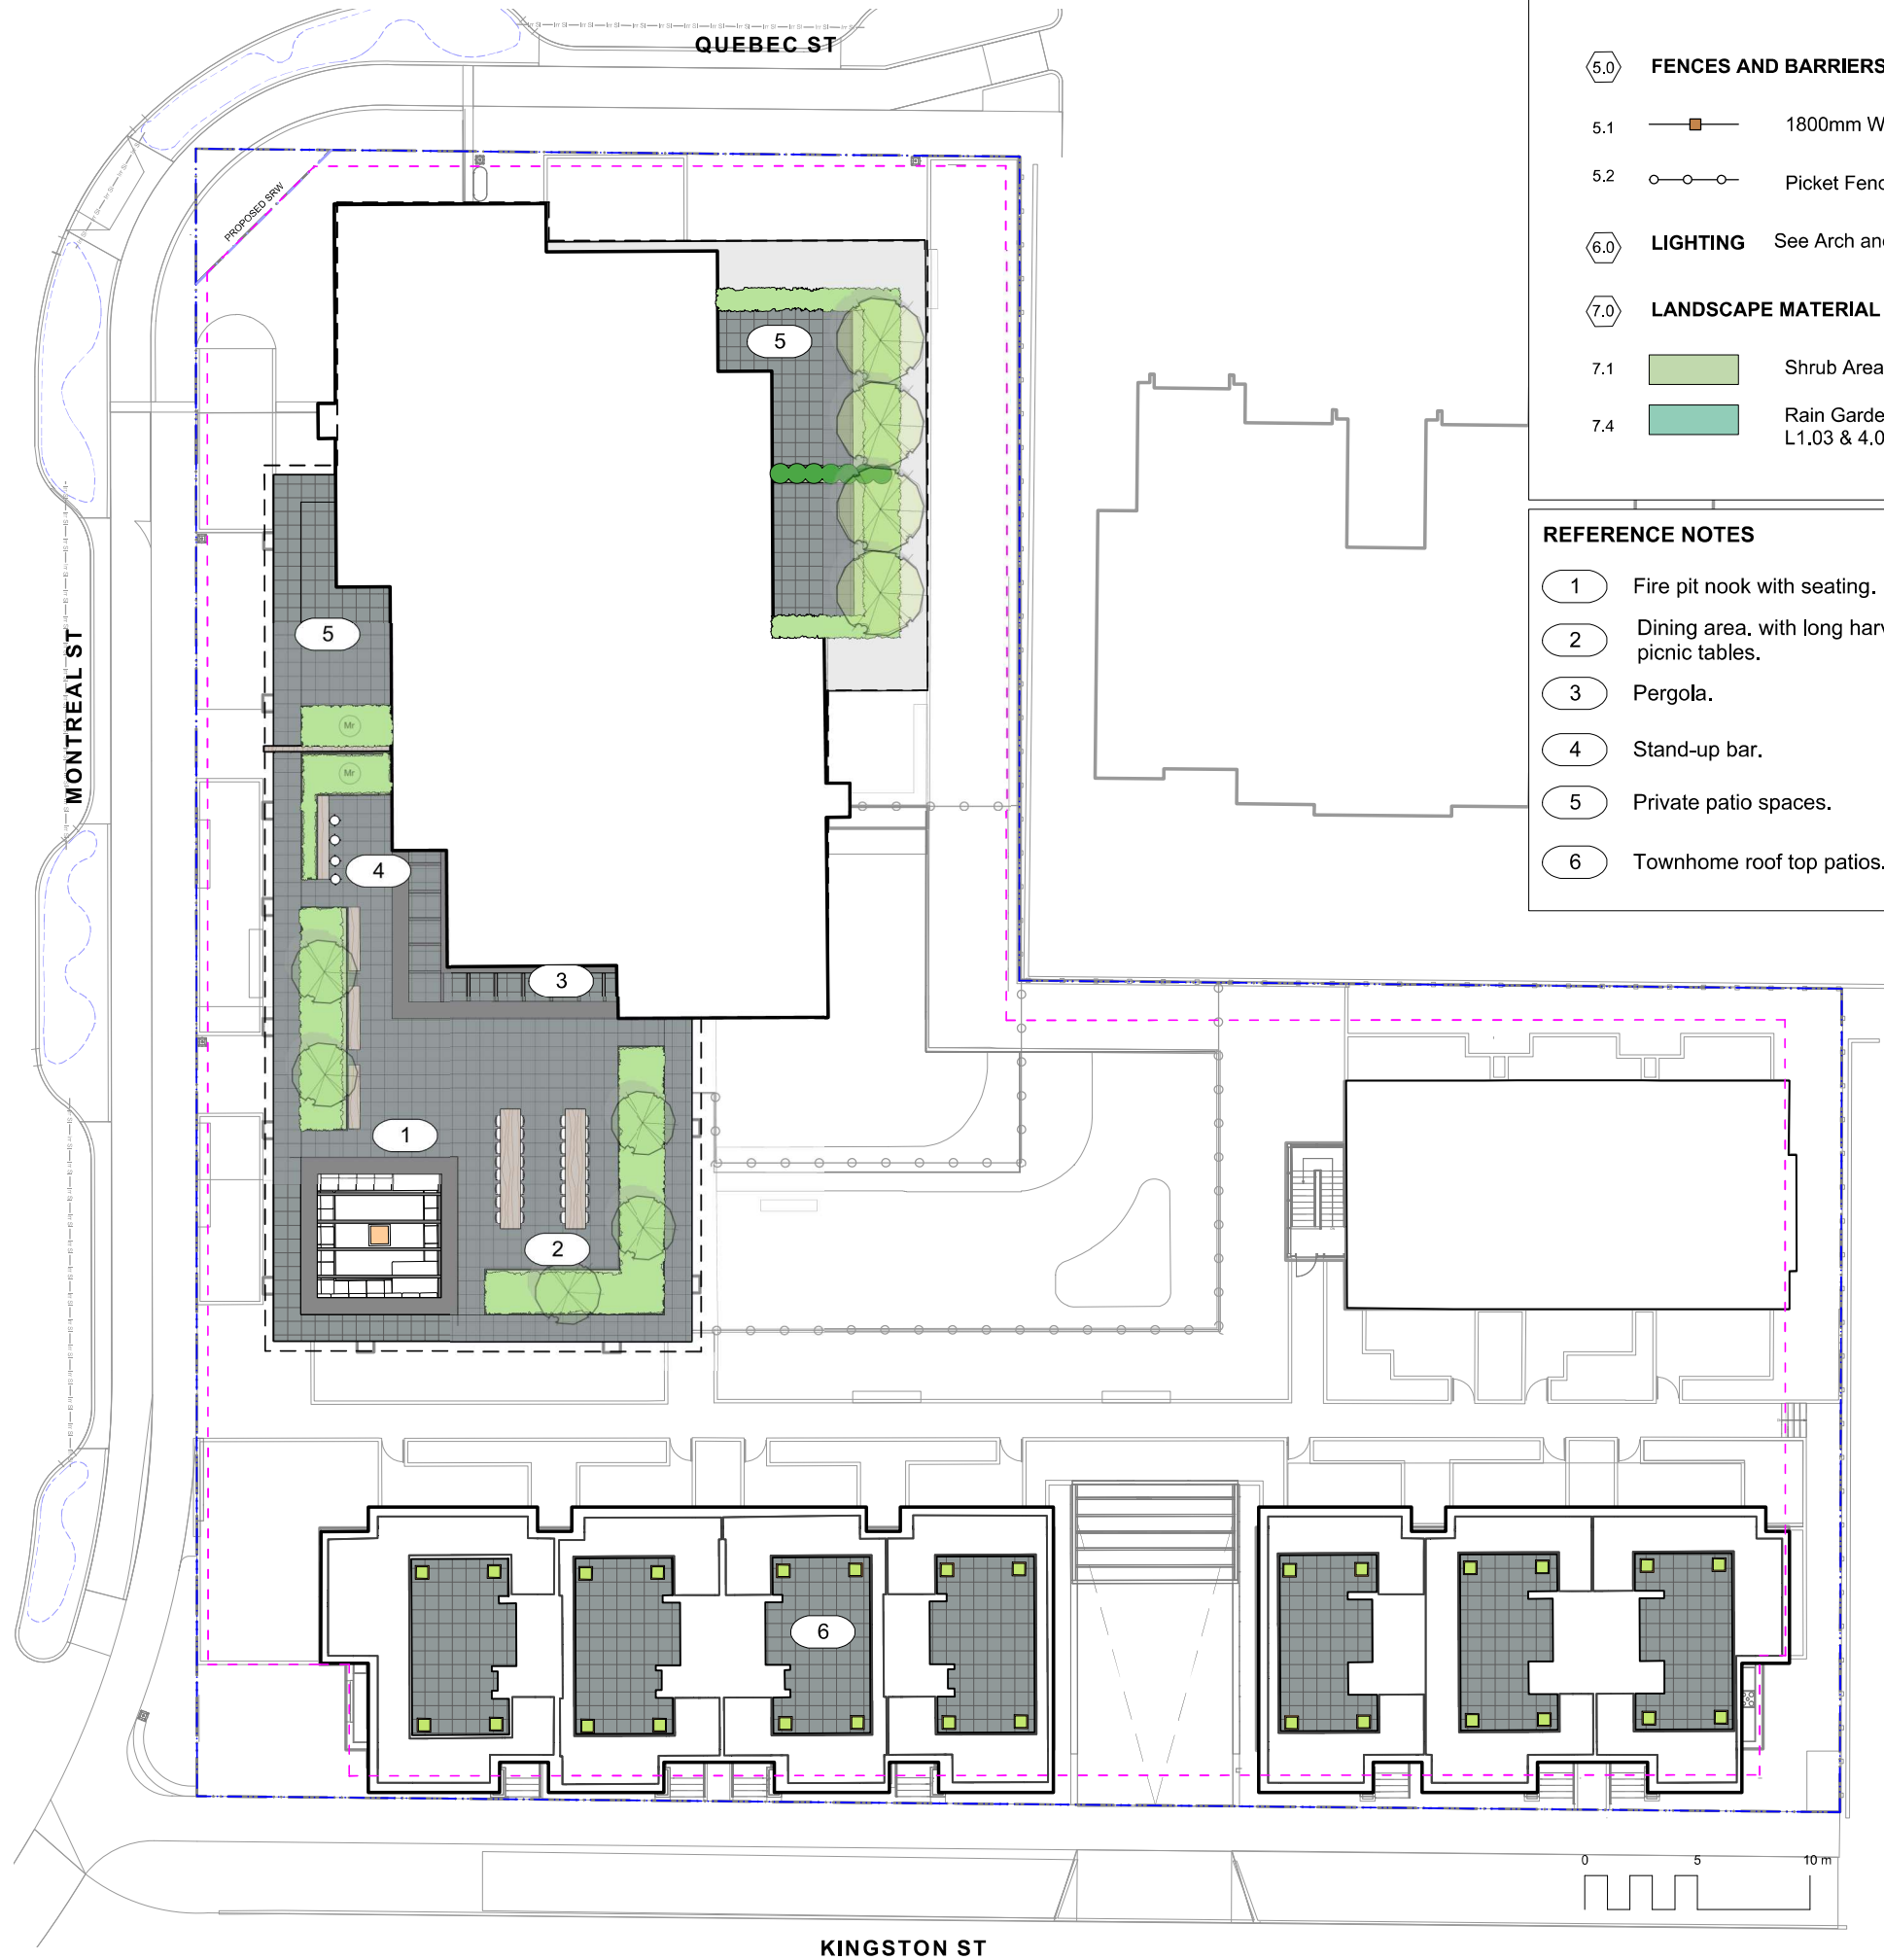 QUEBEC ST
5.0 FENCES AND BARRIERS
5.1 1800mm W
5.2 Picket Fenc
6.0 LIGHTING See Arch and
7.0 LANDSCAPE MATERIAL
7.1 Shrub Area
7.4 Rain Garde
L1.03 & 4.0
REFERENCE NOTES
1 Fire pit nook with seating.
2 Dining area. with long harv
picnic tables.
3 Pergola.
4 Stand-up bar.
5 Private patio spaces.
6 Townhome roof top patios.
PROPOSED SRW
MONTREAL ST
5
5
Mr
Mr
4
3
1
2
6
0 5 10 m
KINGSTON ST